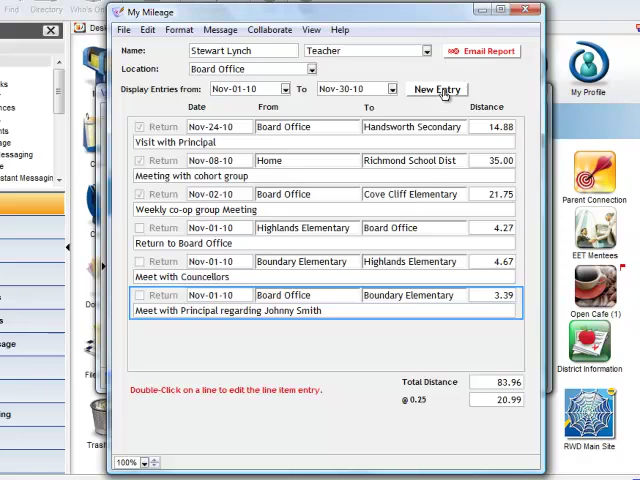 Folder Directory Who's Onl
My Mileage
File Edit Format Message Collaborate View Help
Name: Stewart Lynch Teacher Email Report
Location: Board Office
Display Entries from: Nov-01-10 To Nov-30-10 New Entry
Date From To Distance
Return Nov-24-10 Board Office Handsworth Secondary 14.88
Visit with Principal
Return Nov-08-10 Home Richmond School Dist 35.00
Meeting with cohort group
Return Nov-02-10 Board Office Cove Cliff Elementary 21.75
Weekly co-op group Meeting
Return Nov-01-10 Highlands Elementary Board Office 4.27
Return to Board Office
Return Nov-01-10 Boundary Elementary Highlands Elementary 4.67
Meet with Councellors
Return Nov-01-10 Board Office Boundary Elementary 3.39
Meet with Principal regarding Johnny Smith
Total Distance 83.96
Double-Click on a line to edit the line item entry.
@ 0.25 20.99
100%
Desk
Trash
My Profile
Parent Connection
EET Mentees
Open Cafe (1)
District Information
RWD Main Site